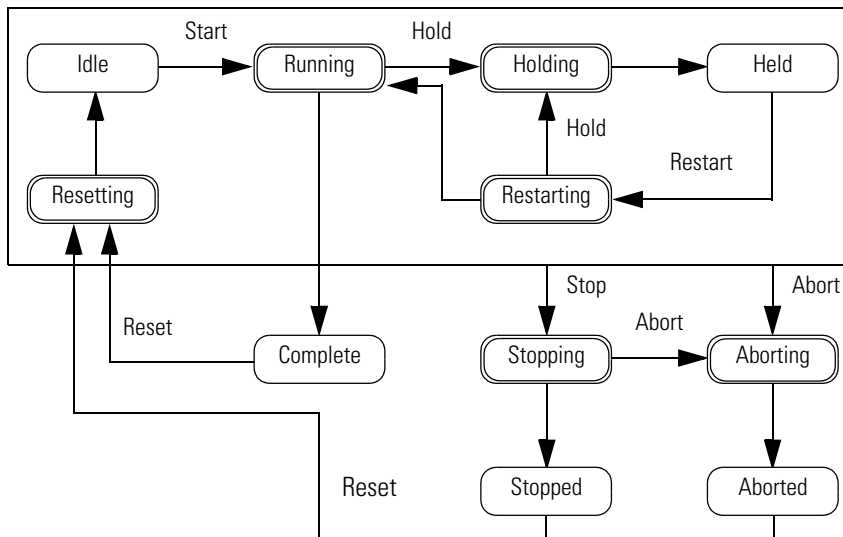 Start
Hold
Idle
Running
Holding
Held
Hold
Restart
Resetting
Restarting
Stop
Abort
Reset
Abort
Complete
Stopping
Aborting
Reset
Stopped
Aborted